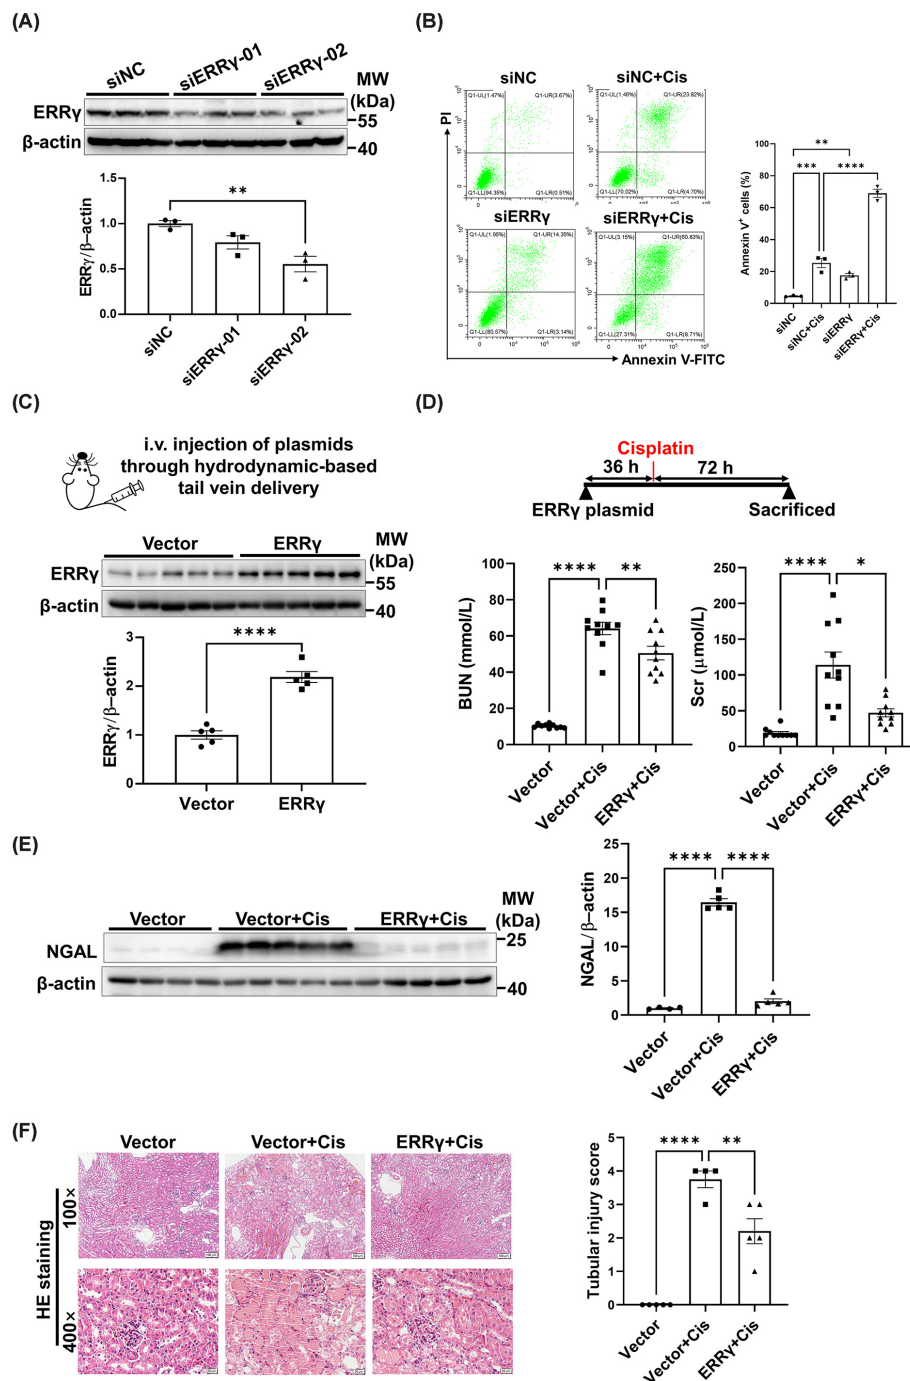 (A)
siNC
siERRγ-01
siERRγ-02
MW
(kDa)
ERRγ
55
β-actin
40
ERRγ/β−actin
1.5
1.0
0.5
0.0
**
siNC
siERRγ-01
siERRγ-02
(B)
siNC
siNC+Cis
Q1-UL(1.47%)
Q1-UR(3.67%)
Q1-LL(94.35%)
Q1-LR(0.51%)
Q1-UL(1.46%)
Q1-UR(23.82%)
Q1-LL(70.02%)
Q1-LR(4.70%)
siERRγ
siERRγ+Cis
Q1-UL(1.95%)
Q1-UR(14.35%)
Q1-LL(80.57%)
Q1-LR(3.14%)
Q1-UL(3.15%)
Q1-UR(60.83%)
Q1-LL(27.31%)
Q1-LR(8.71%)
PI
Annexin V-FITC
Annexin V⁺ cells (%)
80
60
40
20
0
**
*** ****
siNC
siNC+Cis
siERRγ
siERRγ+Cis
(C)
i.v. injection of plasmids
through hydrodynamic-based
tail vein delivery
Vector
ERRγ
MW
(kDa)
ERRγ
55
β-actin
40
ERRγ/β−actin
3
2
1
0
****
Vector
ERRγ
(D)
Cisplatin
36 h
72 h
ERRγ plasmid
Sacrificed
BUN (mmol/L)
100
80
60
40
20
0
**** **
Vector
Vector+Cis
ERRγ+Cis
Scr (μmol/L)
250
200
150
100
50
0
**** *
Vector
Vector+Cis
ERRγ+Cis
(E)
Vector
Vector+Cis
ERRγ+Cis
MW
(kDa)
NGAL
25
β-actin
40
NGAL/β−actin
25
20
15
10
5
0
**** ****
Vector
Vector+Cis
ERRγ+Cis
(F)
Vector
Vector+Cis
ERRγ+Cis
HE staining
100×
400×
Tubular injury score
5
4
3
2
1
0
**** **
Vector
Vector+Cis
ERRγ+Cis